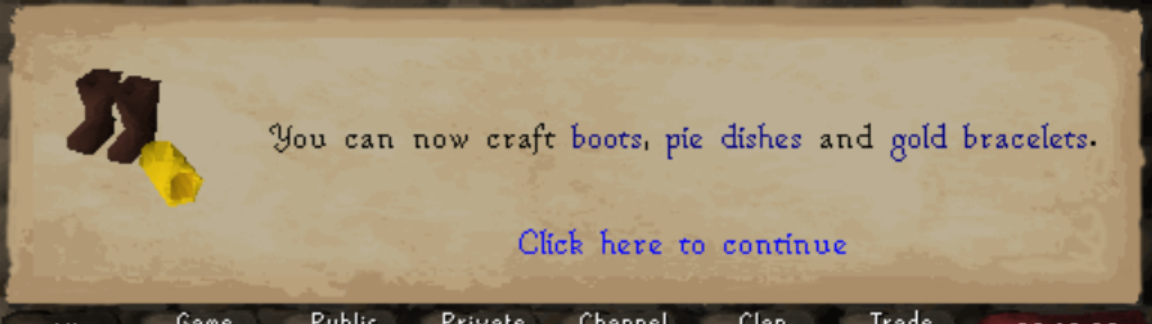 You can now craft boots, pie dishes and gold bracelets.
Click here to continue
Game Public Private Channel Clan Trade